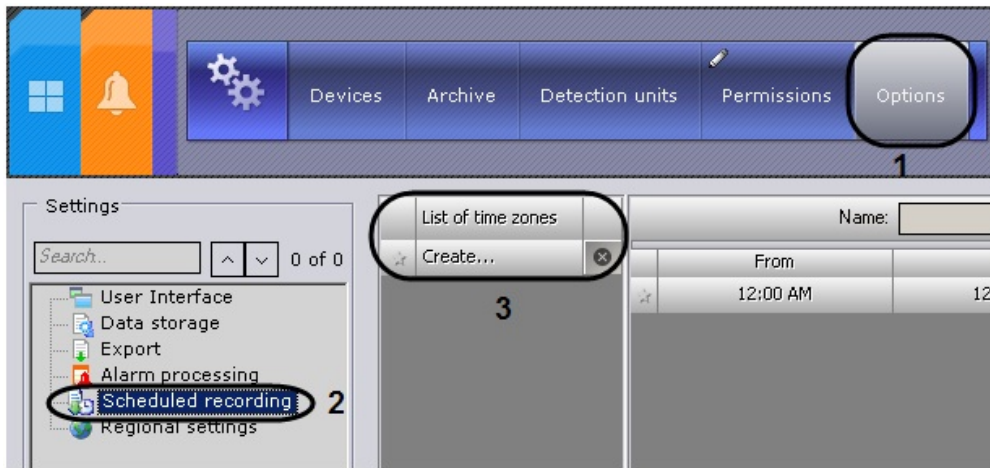 Devices Archive Detection units Permissions Options
1
Settings
Search...
0 of 0
User Interface
Data storage
Export
Alarm processing
Scheduled recording
2
Regional settings
List of time zones
Create...
3
Name:
From
12:00 AM
12